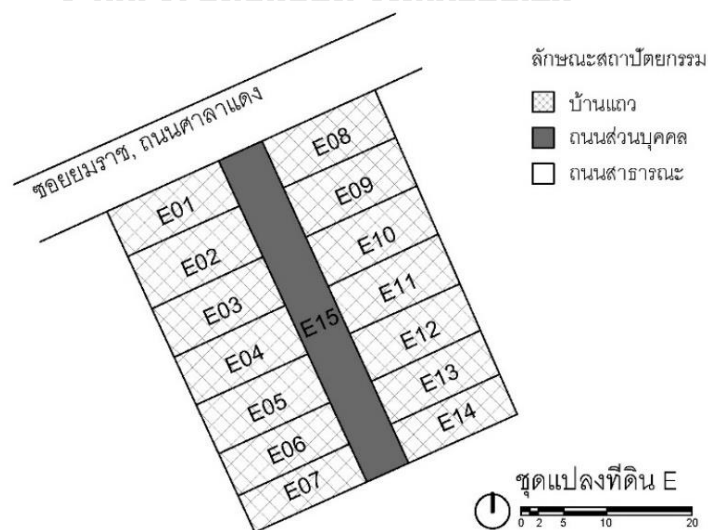 ลักษณะสถาปัตยกรรม
บ้านแถว
ถนนส่วนบุคคล
ถนนสาธารณะ
ซอยยมราช, ถนนศาลาแดง
E01
E02
E03
E04
E05
E06
E07
E08
E09
E10
E11
E12
E13
E14
E15
ชุดแปลงที่ดิน E
0 2 5 10 20